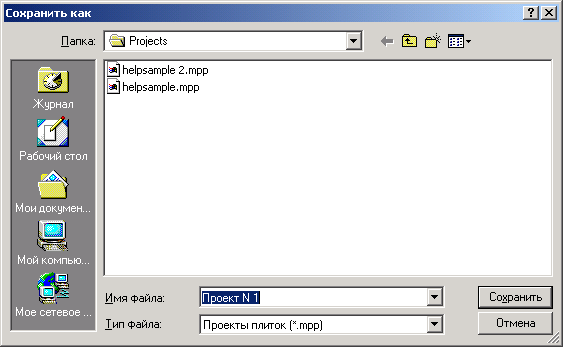 Сохранить как
Папка: Projects
helpsample 2.mpp
helpsample.mpp
Журнал
Рабочий стол
Мои докумен...
Мой компью...
Мое сетевое ...
Имя файла: Проект N 1
Сохранить
Тип файла: Проекты плиток (*.mpp)
Отмена